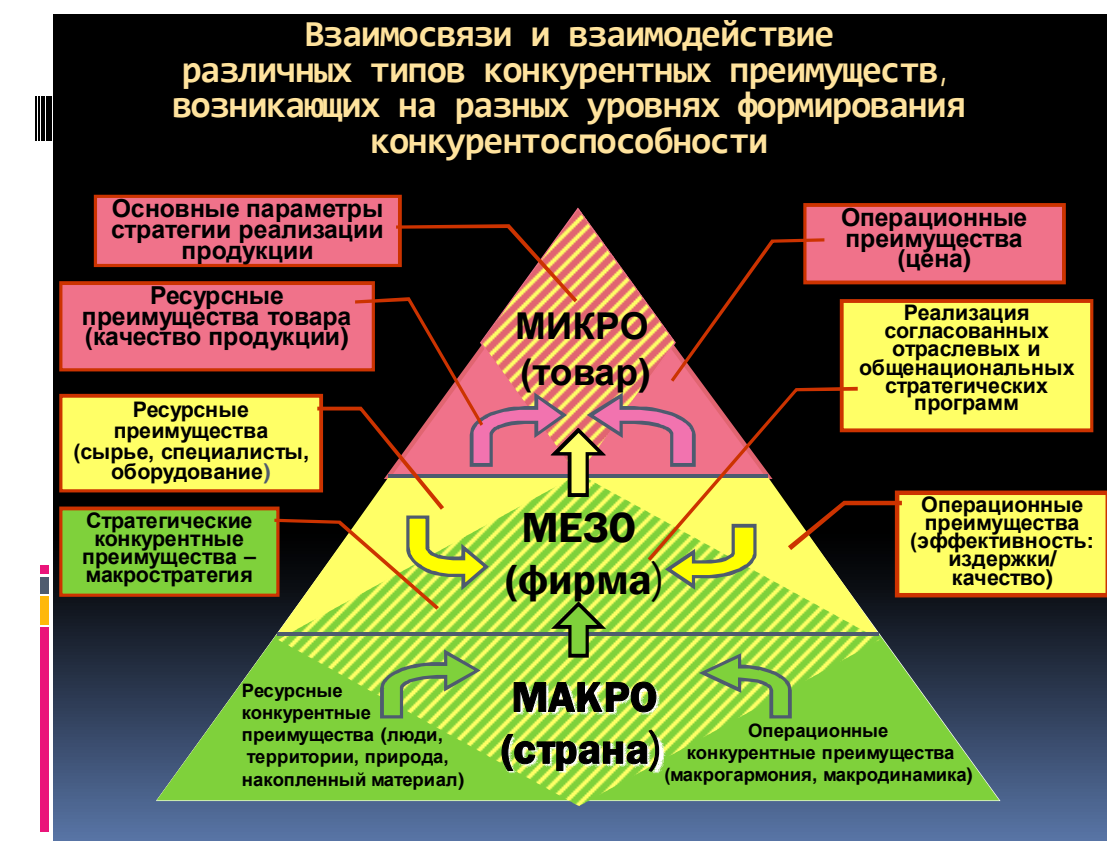 Взаимосвязи и взаимодействие
различных типов конкурентных преимуществ,
возникающих на разных уровнях формирования
конкурентоспособности
Основные параметры
стратегии реализации
продукции
Операционные
преимущества
(цена)
Ресурсные
преимущества товара
(качество продукции)
Реализация
согласованных
отраслевых и
общенациональных
стратегических
программ
МИКРО
(товар)
Ресурсные
преимущества
(сырье, специалисты,
оборудование)
Операционные
преимущества
(эффективность:
издержки/
качество)
Стратегические
конкурентные
преимущества –
макростратегия
МЕЗО
(фирма)
Ресурсные
конкурентные
преимущества (люди,
территории, природа,
накопленный материал)
МАКРО
(страна)
Операционные
конкурентные преимущества
(макрогармония, макродинамика)